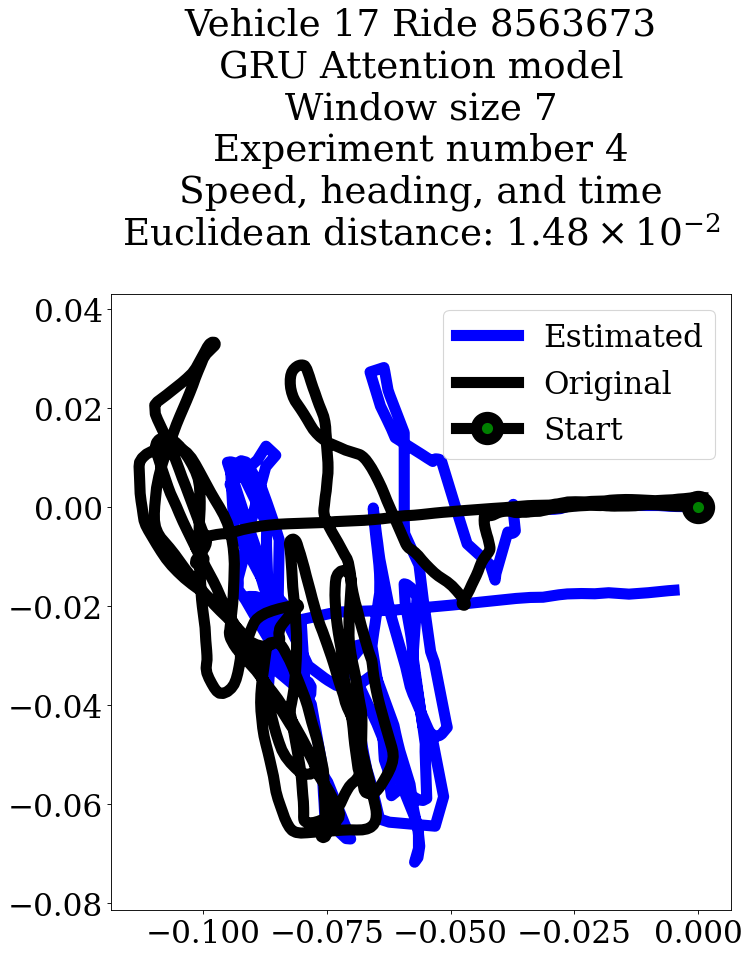 Vehicle 17 Ride 8563673
GRU Attention model
Window size 7
Experiment number 4
Speed, heading, and time
Euclidean distance: 1.48 × 10⁻²
0.04
0.02
0.00
−0.02
−0.04
−0.06
−0.08
Estimated
Original
Start
−0.100 −0.075 −0.050 −0.025 0.000